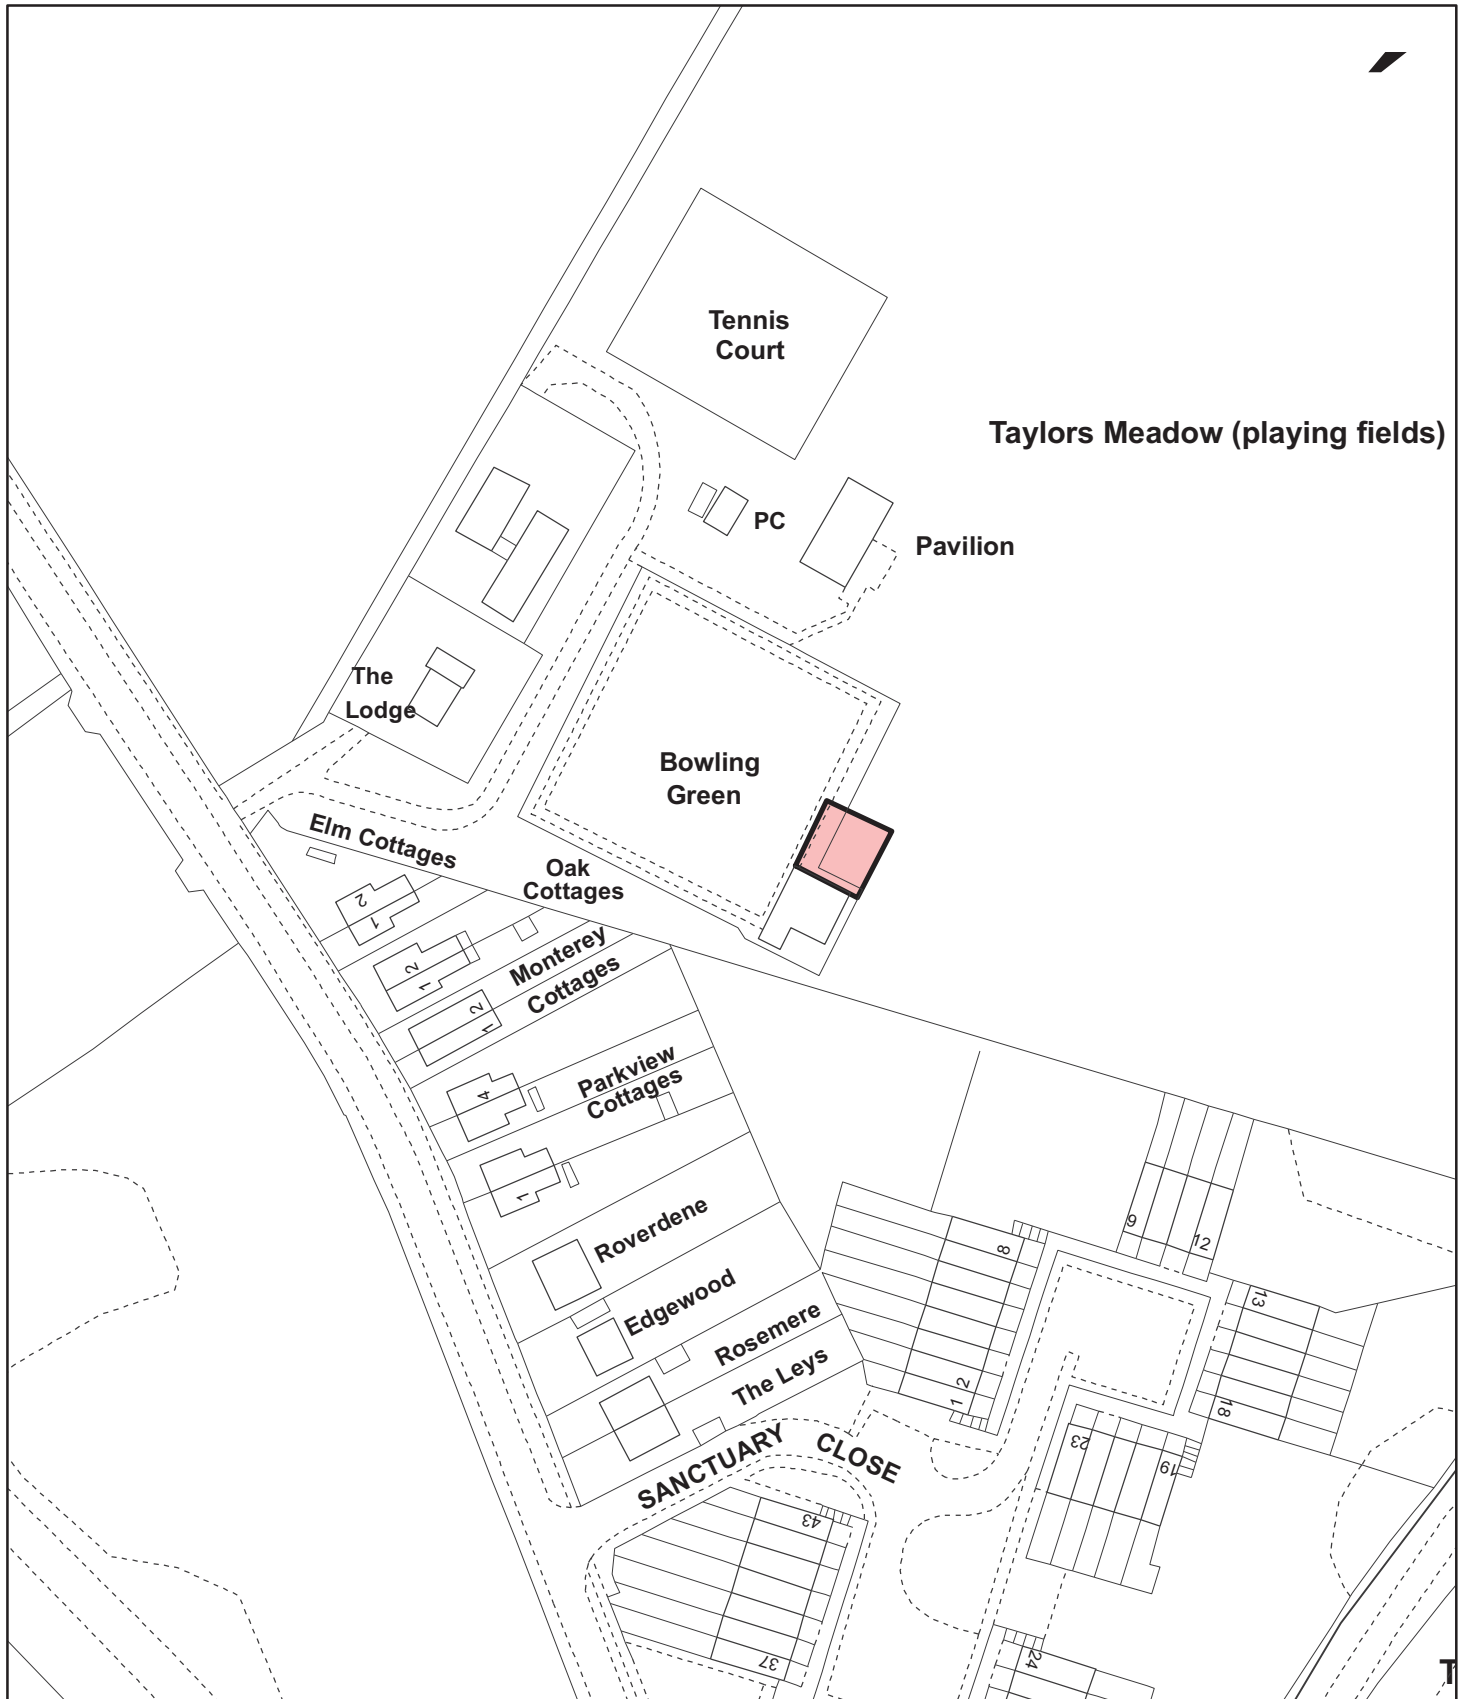 Tennis
Court
Taylors Meadow (playing fields)
PC
Pavilion
The
Lodge
Bowling
Green
Elm Cottages
Oak
Cottages
2
1
2
1
Monterey
Cottages
2
1
Parkview
Cottages
4
1
Roverdene
Edgewood
Rosemere
The Leys
SANCTUARY CLOSE
8
2
1
9
12
13
18
23
19
43
37
24
T